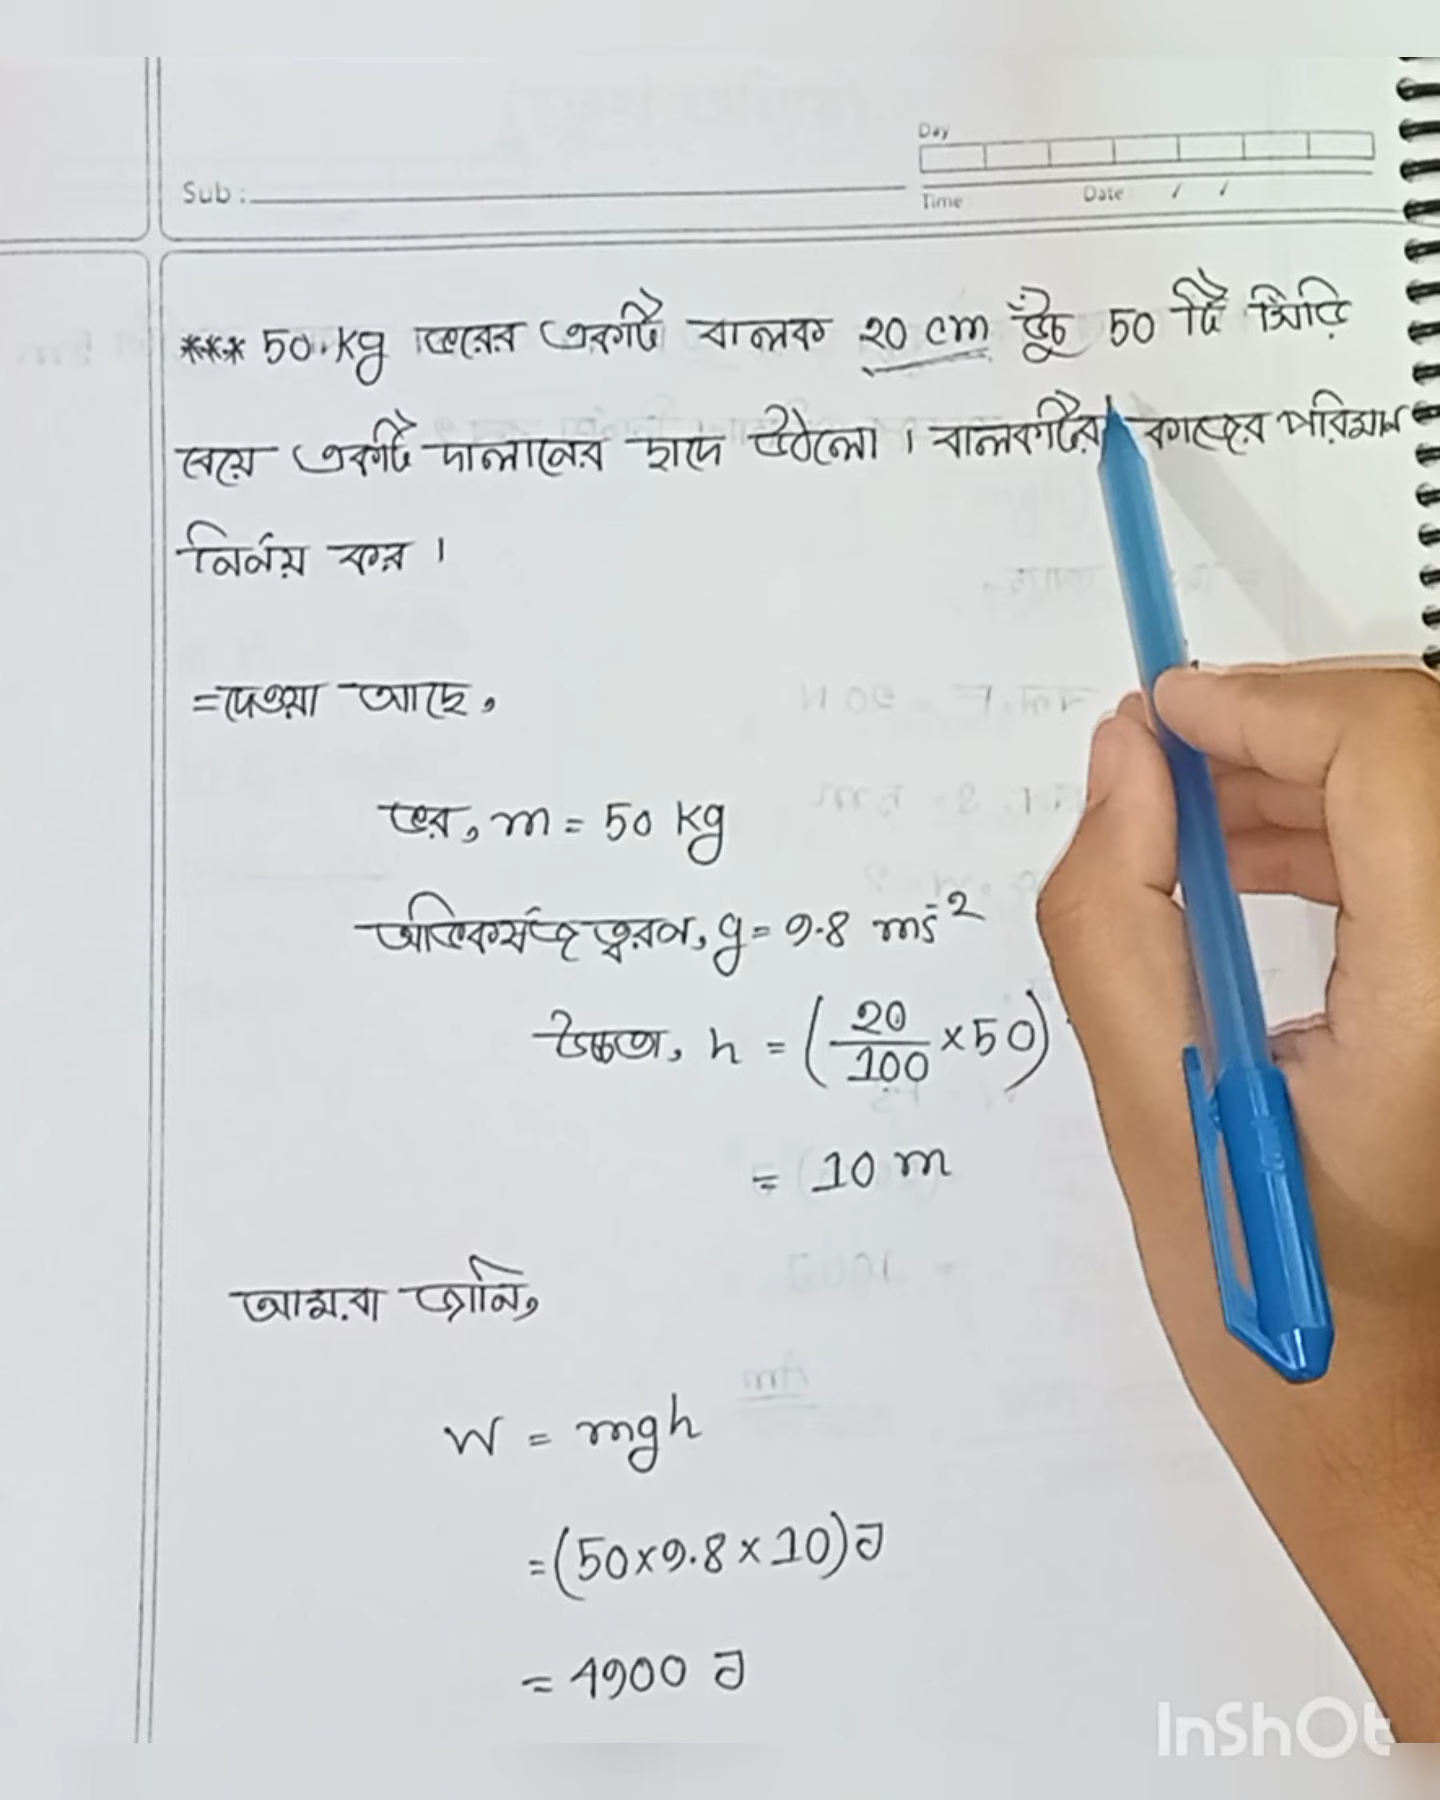 Day
Sub :
Time Date / /
*** 50 kg ভরের একটি বালক 20 cm উঁচু 50 টি সিঁড়ি
বেয়ে একটি দালানের ছাদে উঠলো। বালকটির কাজের পরিমাণ
নির্নয় কর।
= দেওয়া আছে,
ভর, m = 50 kg
অভিকর্ষজ ত্বরণ, g = 9.8 ms⁻²
উচ্চতা, h = (20/100 × 50)
= 10 m
আমরা জানি,
W = mgh
= (50×9.8×10) J
= 4900 J
InShOt